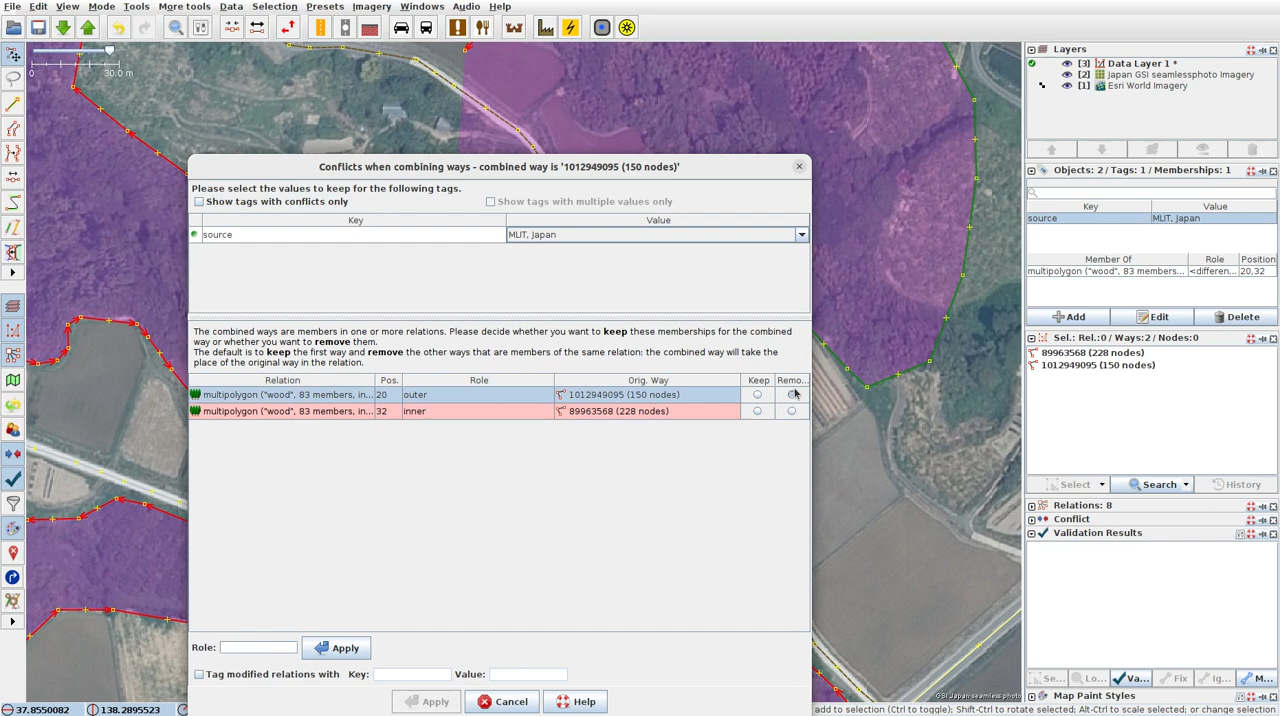 File Edit View Mode Tools More tools Data Selection Presets Imagery Windows Audio Help
0 30.0 m
Conflicts when combining ways - combined way is '1012949095 (150 nodes)'
Please select the values to keep for the following tags.
Show tags with conflicts only Show tags with multiple values only
Key Value
source MLIT, Japan
The combined ways are members in one or more relations. Please decide whether you want to keep these memberships for the combined
way or whether you want to remove them.
The default is to keep the first way and remove the other ways that are members of the same relation: the combined way will take the
place of the original way in the relation.
Relation Pos. Role Orig. Way Keep Remo...
multipolygon ("wood", 83 members, in... 20 outer 1012949095 (150 nodes)
multipolygon ("wood", 83 members, in... 32 inner 89963568 (228 nodes)
Role: Apply
Tag modified relations with Key: Value:
Apply Cancel Help
Layers
[3] Data Layer 1 *
[2] Japan GSI seamlessphoto Imagery
[1] Esri World Imagery
Objects: 2 / Tags: 1 / Memberships: 1
Key Value
source MLIT, Japan
Member Of Role Position
multipolygon ("wood", 83 members... <differen... 20,32
Add Edit Delete
Sel.: Rel.:0 / Ways:2 / Nodes:0
89963568 (228 nodes)
1012949095 (150 nodes)
Select Search History
Relations: 8
Conflict
Validation Results
Se... Lo... Va... Fix Ig... M...
Map Paint Styles
GSI Japan seamless photo
37.8550082 138.2895523 add to selection (Ctrl to toggle); Shift-Ctrl to rotate selected; Alt-Ctrl to scale selected; or change selection